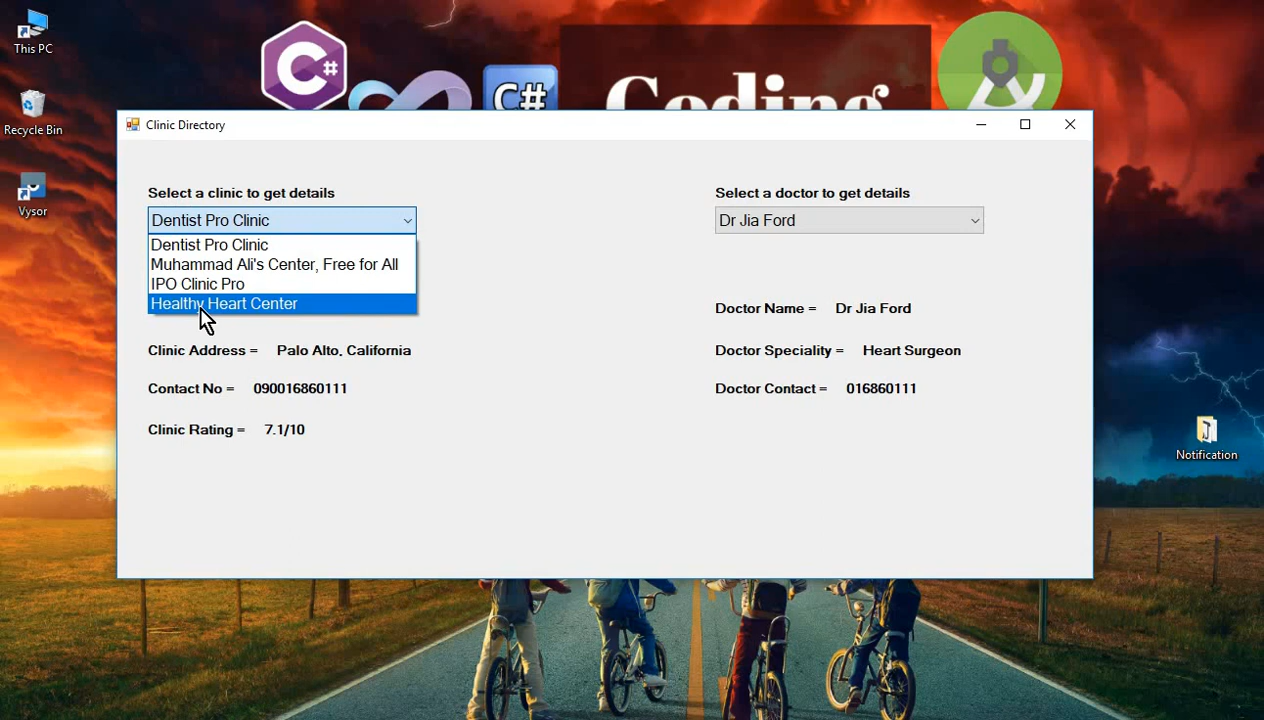 This PC
Recycle Bin
Vysor
C#
C#
Coding
Clinic Directory
Select a clinic to get details
Dentist Pro Clinic
Dentist Pro Clinic
Muhammad Ali's Center, Free for All
IPO Clinic Pro
Healthy Heart Center
Clinic Address = Palo Alto, California
Contact No = 090016860111
Clinic Rating = 7.1/10
Select a doctor to get details
Dr Jia Ford
Doctor Name = Dr Jia Ford
Doctor Speciality = Heart Surgeon
Doctor Contact = 016860111
Notification